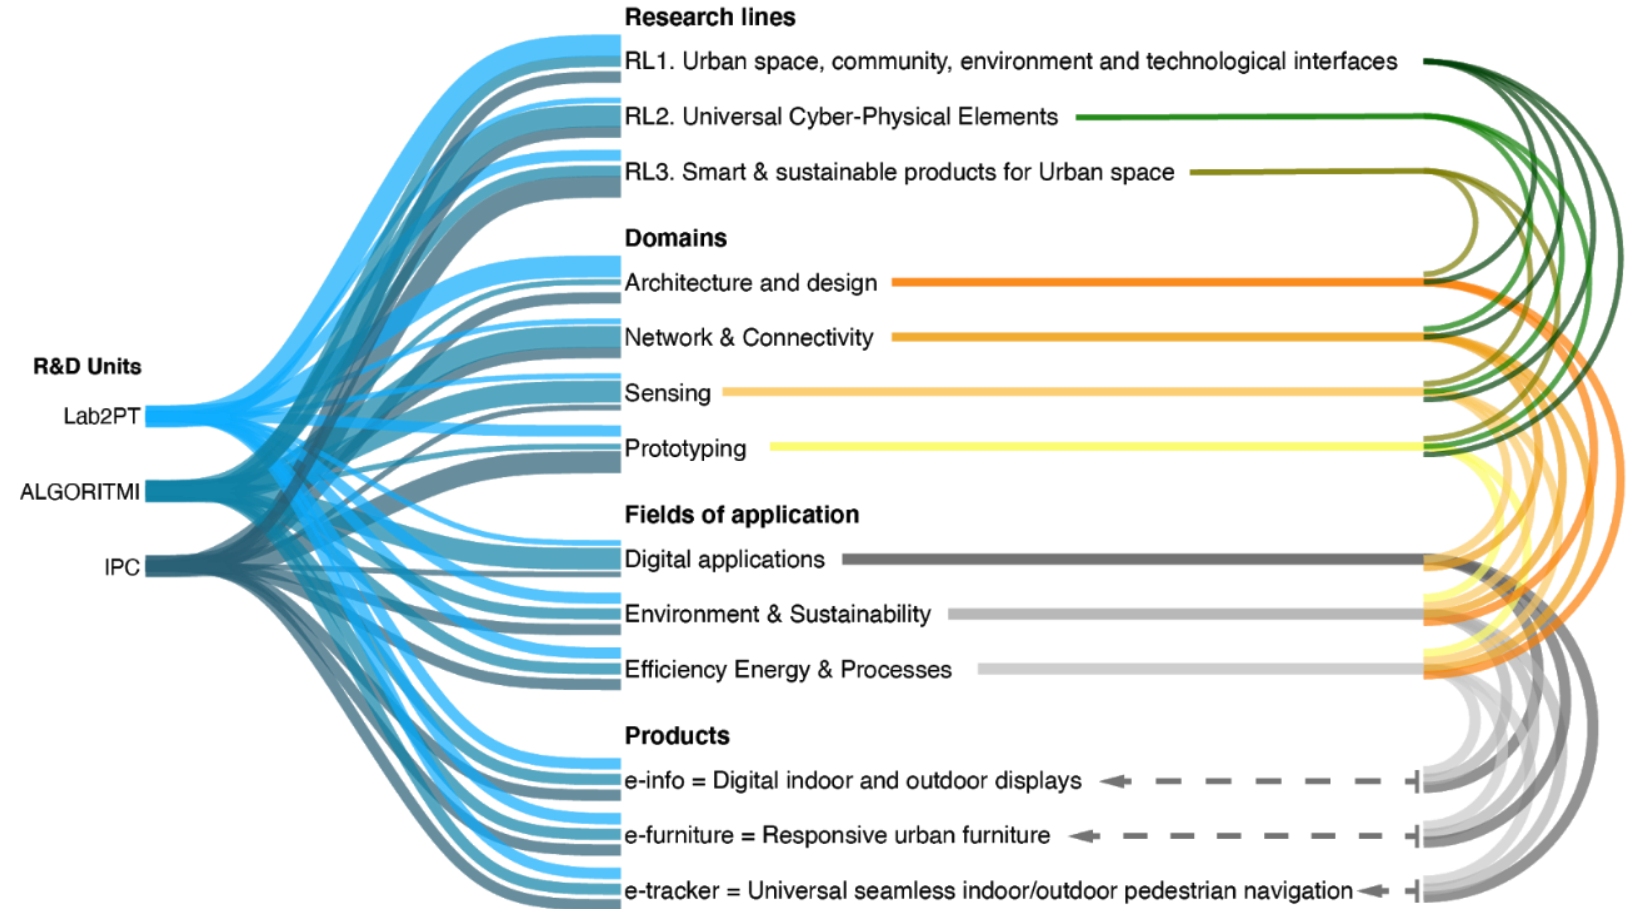 R&D Units
Lab2PT
ALGORITMI
IPC
Research lines
RL1. Urban space, community, environment and technological interfaces
RL2. Universal Cyber-Physical Elements
RL3. Smart & sustainable products for Urban space
Domains
Architecture and design
Network & Connectivity
Sensing
Prototyping
Fields of application
Digital applications
Environment & Sustainability
Efficiency Energy & Processes
Products
e-info = Digital indoor and outdoor displays
e-furniture = Responsive urban furniture
e-tracker = Universal seamless indoor/outdoor pedestrian navigation